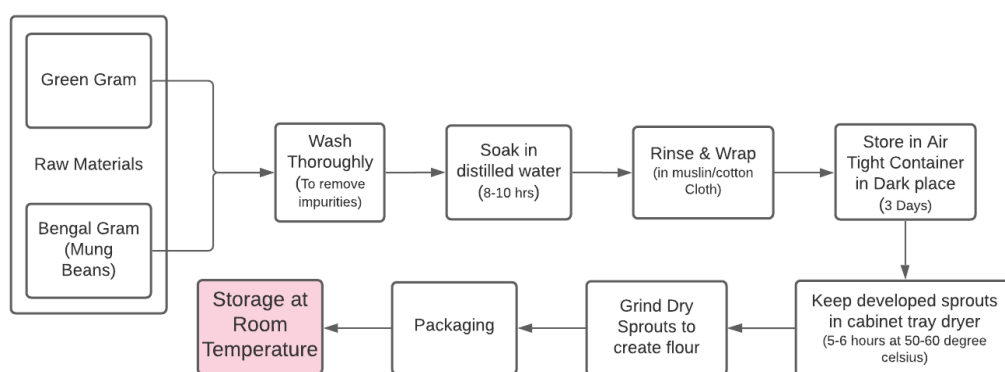 Green Gram
Raw Materials
Bengal Gram
(Mung
Beans)
Wash
Thoroughly
(To remove
impurities)
Soak in
distilled water
(8-10 hrs)
Rinse & Wrap
(in muslin/cotton
Cloth)
Store in Air
Tight Container
in Dark place
(3 Days)
Keep developed sprouts
in cabinet tray dryer
(5-6 hours at 50-60 degree
celsius)
Grind Dry
Sprouts to
create flour
Packaging
Storage at
Room
Temperature